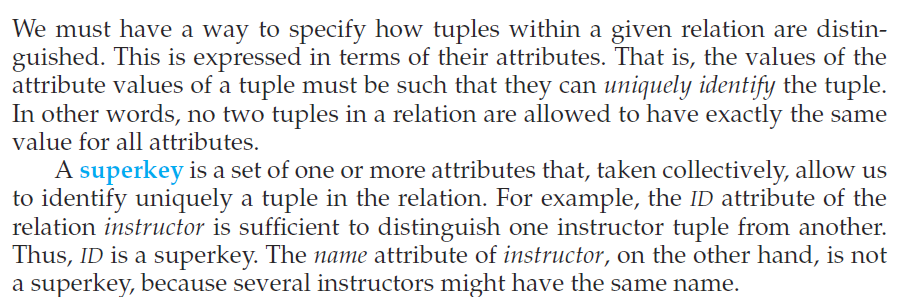 We must have a way to specify how tuples within a given relation are distin-
guished. This is expressed in terms of their attributes. That is, the values of the
attribute values of a tuple must be such that they can uniquely identify the tuple.
In other words, no two tuples in a relation are allowed to have exactly the same
value for all attributes.
A superkey is a set of one or more attributes that, taken collectively, allow us
to identify uniquely a tuple in the relation. For example, the ID attribute of the
relation instructor is sufficient to distinguish one instructor tuple from another.
Thus, ID is a superkey. The name attribute of instructor, on the other hand, is not
a superkey, because several instructors might have the same name.